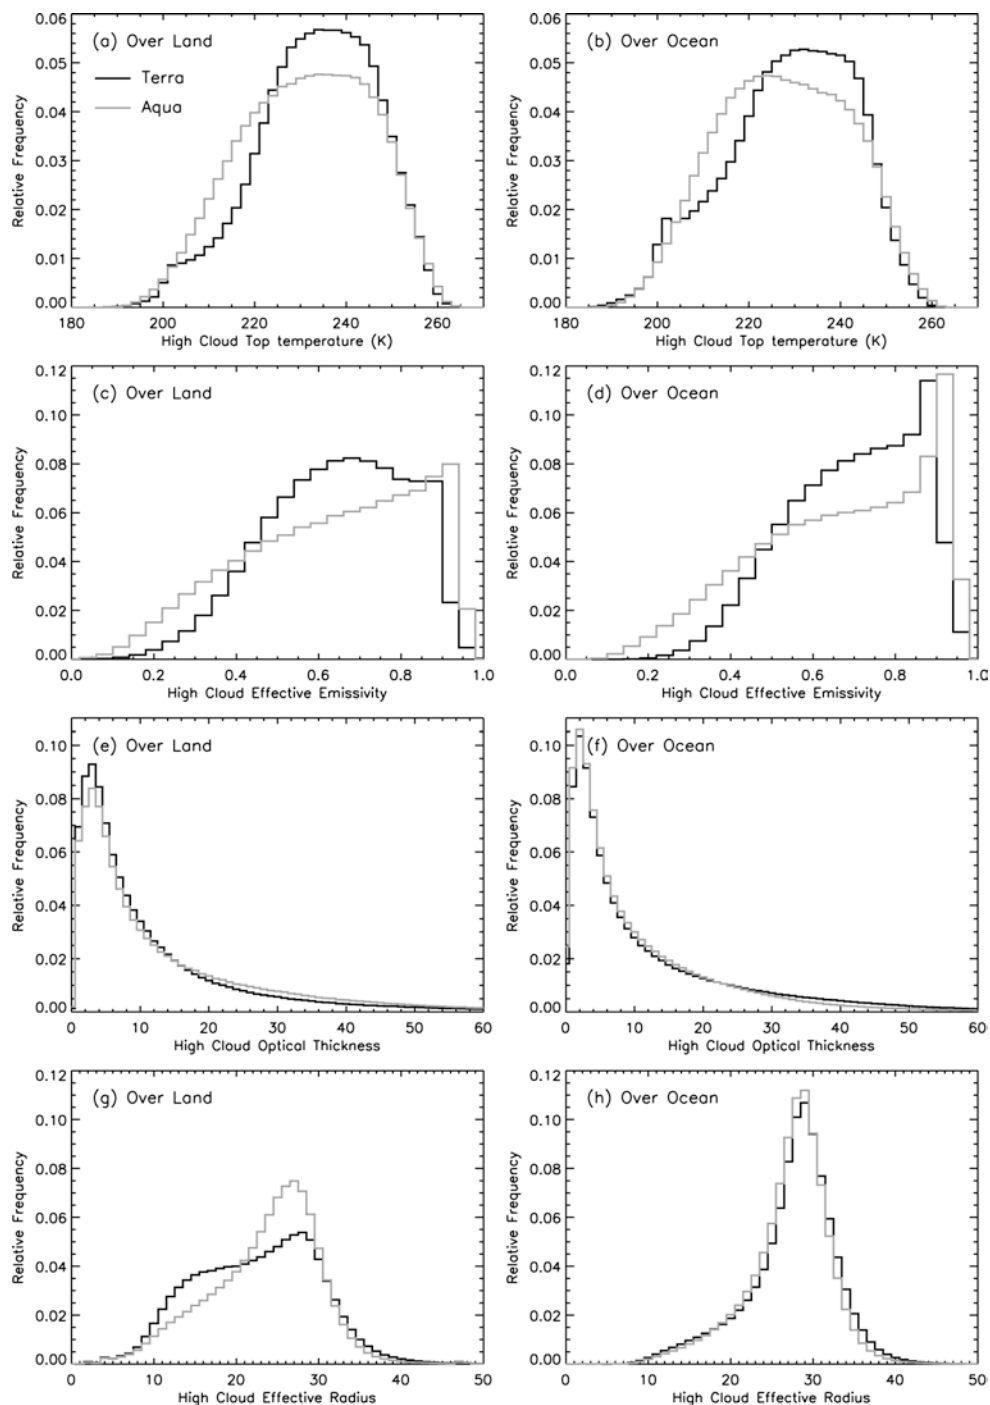 (a) Over Land
Terra
Aqua
Relative Frequency
0.06
0.05
0.04
0.03
0.02
0.01
0.00
180 200 220 240 260
High Cloud Top temperature (K)
(b) Over Ocean
Relative Frequency
0.06
0.05
0.04
0.03
0.02
0.01
0.00
180 200 220 240 260
High Cloud Top temperature (K)
(c) Over Land
Relative Frequency
0.12
0.10
0.08
0.06
0.04
0.02
0.00
0.0 0.2 0.4 0.6 0.8 1.0
High Cloud Effective Emissivity
(d) Over Ocean
Relative Frequency
0.12
0.10
0.08
0.06
0.04
0.02
0.00
0.0 0.2 0.4 0.6 0.8 1.0
High Cloud Effective Emissivity
(e) Over Land
Relative Frequency
0.10
0.08
0.06
0.04
0.02
0.00
0 10 20 30 40 50 60
High Cloud Optical Thickness
(f) Over Ocean
Relative Frequency
0.10
0.08
0.06
0.04
0.02
0.00
0 10 20 30 40 50 60
High Cloud Optical Thickness
(g) Over Land
Relative Frequency
0.12
0.10
0.08
0.06
0.04
0.02
0.00
0 10 20 30 40 50
High Cloud Effective Radius
(h) Over Ocean
Relative Frequency
0.12
0.10
0.08
0.06
0.04
0.02
0.00
0 10 20 30 40 50
High Cloud Effective Radius